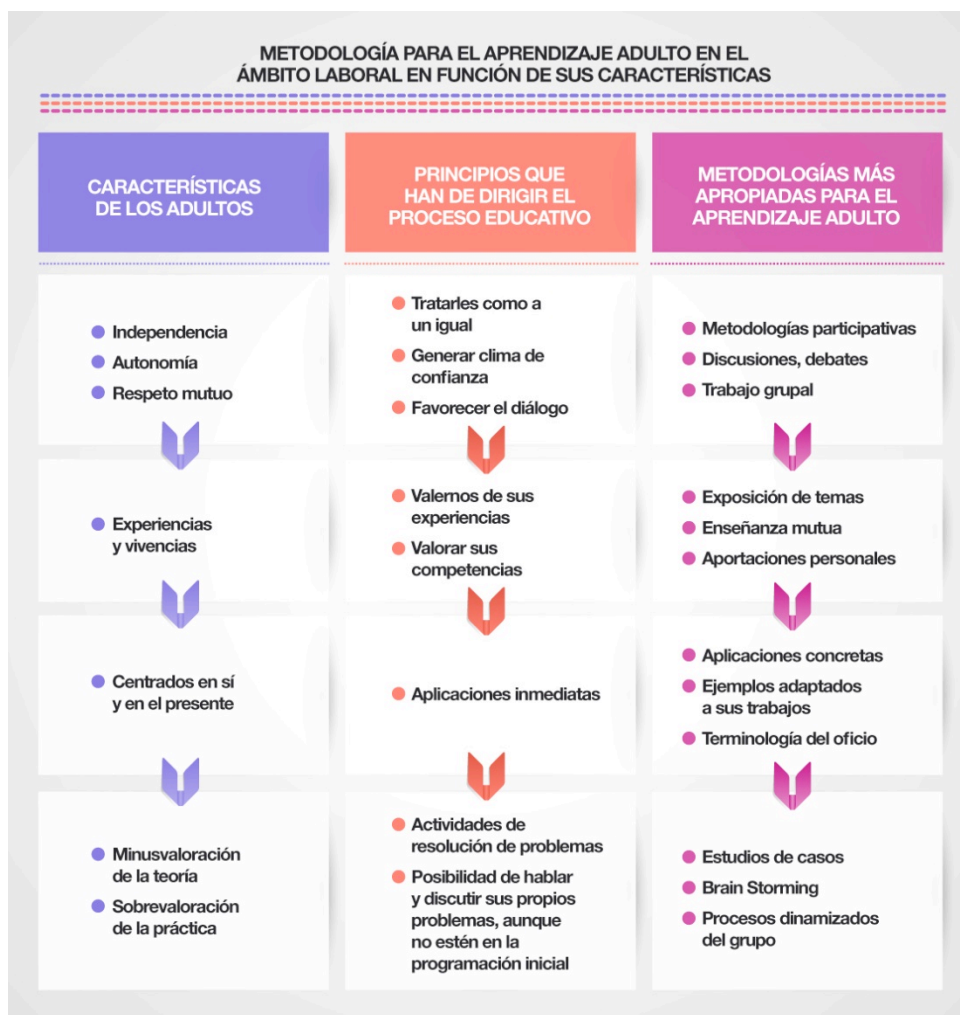 METODOLOGÍA PARA EL APRENDIZAJE ADULTO EN EL
ÁMBITO LABORAL EN FUNCIÓN DE SUS CARACTERÍSTICAS
CARACTERÍSTICAS
DE LOS ADULTOS
PRINCIPIOS QUE
HAN DE DIRIGIR EL
PROCESO EDUCATIVO
METODOLOGÍAS MÁS
APROPIADAS PARA EL
APRENDIZAJE ADULTO
Independencia
Autonomía
Respeto mutuo
Tratarles como a
un igual
Generar clima de
confianza
Favorecer el diálogo
Metodologías participativas
Discusiones, debates
Trabajo grupal
Experiencias
y vivencias
Valernos de sus
experiencias
Valorar sus
competencias
Exposición de temas
Enseñanza mutua
Aportaciones personales
Centrados en sí
y en el presente
Aplicaciones inmediatas
Aplicaciones concretas
Ejemplos adaptados
a sus trabajos
Terminología del oficio
Minusvaloración
de la teoría
Sobrevaloración
de la práctica
Actividades de
resolución de problemas
Posibilidad de hablar
y discutir sus propios
problemas, aunque
no estén en la
programación inicial
Estudios de casos
Brain Storming
Procesos dinamizados
del grupo